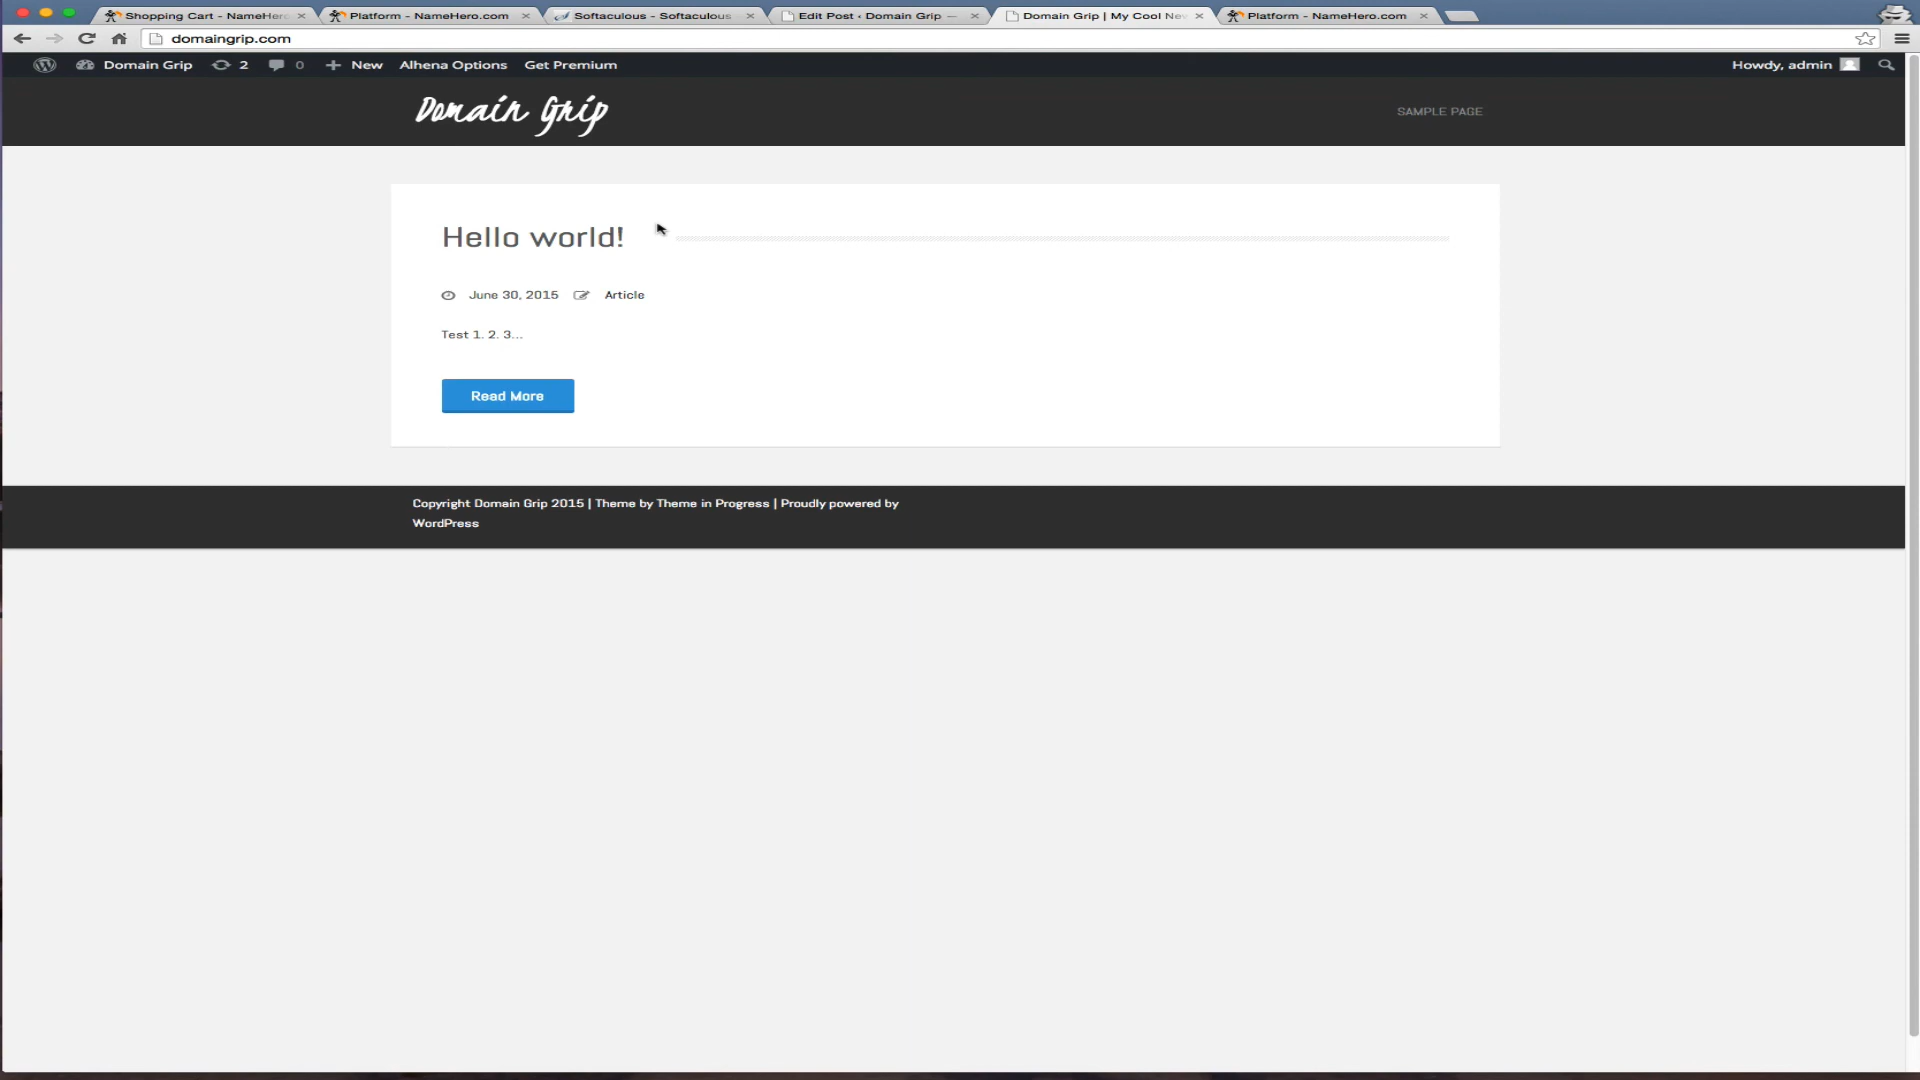 Shopping Cart - NameHero
Platform - NameHero.com
Softaculous - Softaculous
Edit Post ‹ Domain Grip —
Domain Grip | My Cool New
Platform - NameHero.com
domaingrip.com
Domain Grip 2 0 + New Alhena Options Get Premium Howdy, admin
Domain Grip
SAMPLE PAGE
Hello world!
June 30, 2015 Article
Test 1. 2. 3...
Read More
Copyright Domain Grip 2015 | Theme by Theme in Progress | Proudly powered by
WordPress